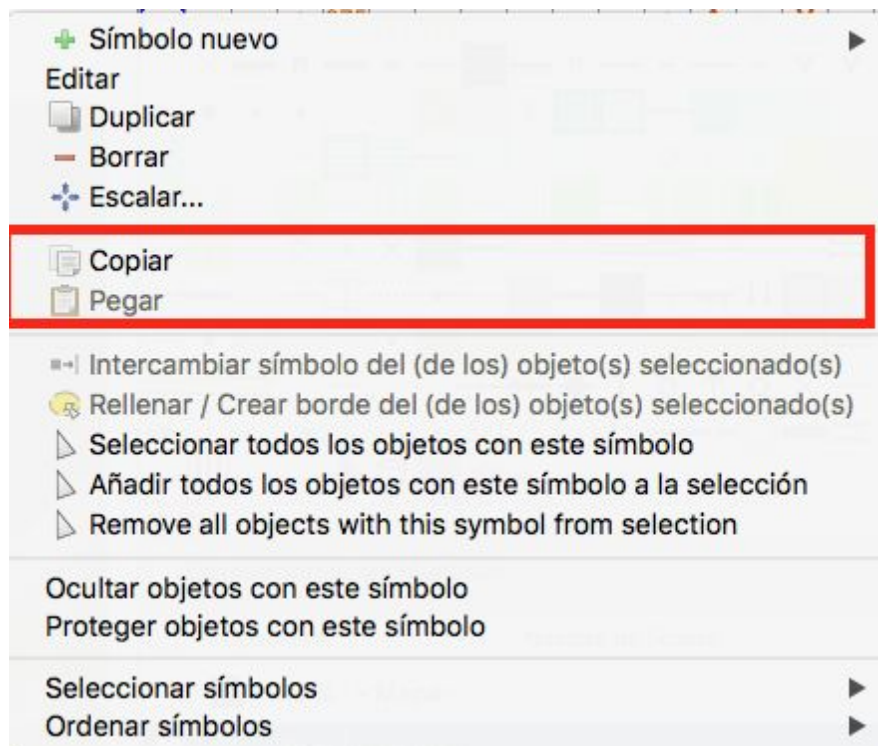 Símbolo nuevo
Editar
Duplicar
Borrar
Escalar...
Copiar
Pegar
Intercambiar símbolo del (de los) objeto(s) seleccionado(s)
Rellenar / Crear borde del (de los) objeto(s) seleccionado(s)
Seleccionar todos los objetos con este símbolo
Añadir todos los objetos con este símbolo a la selección
Remove all objects with this symbol from selection
Ocultar objetos con este símbolo
Proteger objetos con este símbolo
Seleccionar símbolos
Ordenar símbolos